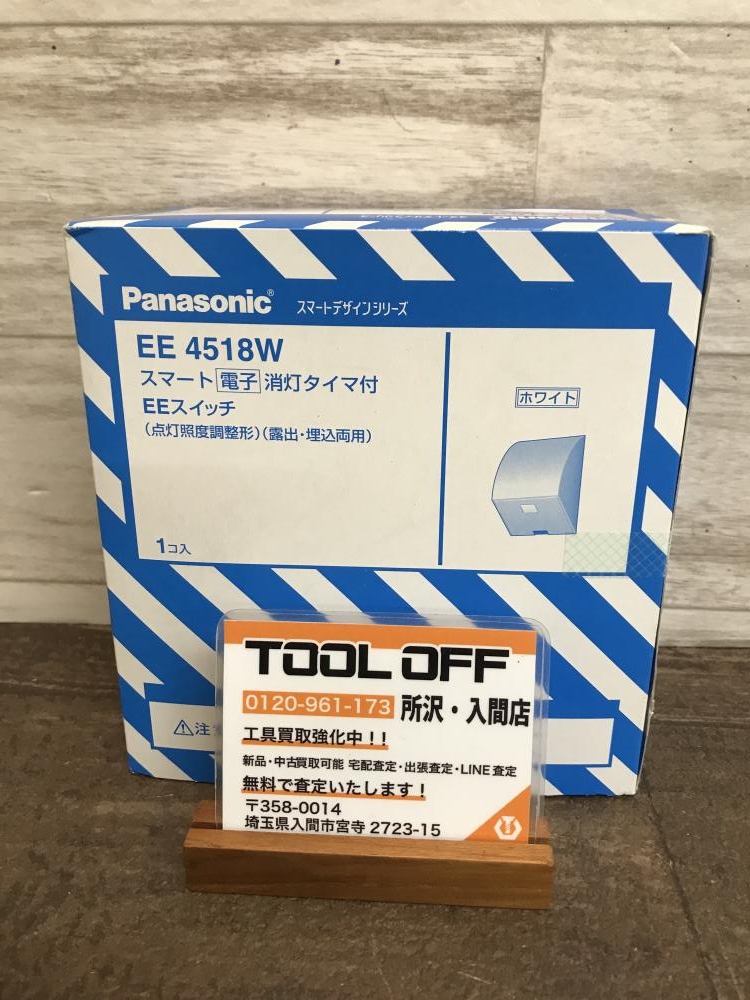 Panasonic
Panasonic® スマートデザインシリーズ
EE 4518W
スマート 電子 消灯タイマ付
EEスイッチ
(点灯照度調整形)(露出・埋込両用)
ホワイト
1コ入
注
TOOL OFF
0120-961-173 所沢・入間店
工具買取強化中!!
新品・中古買取可能 宅配査定・出張査定・LINE査定
無料で査定いたします!
〒358-0014
埼玉県入間市宮寺 2723-15